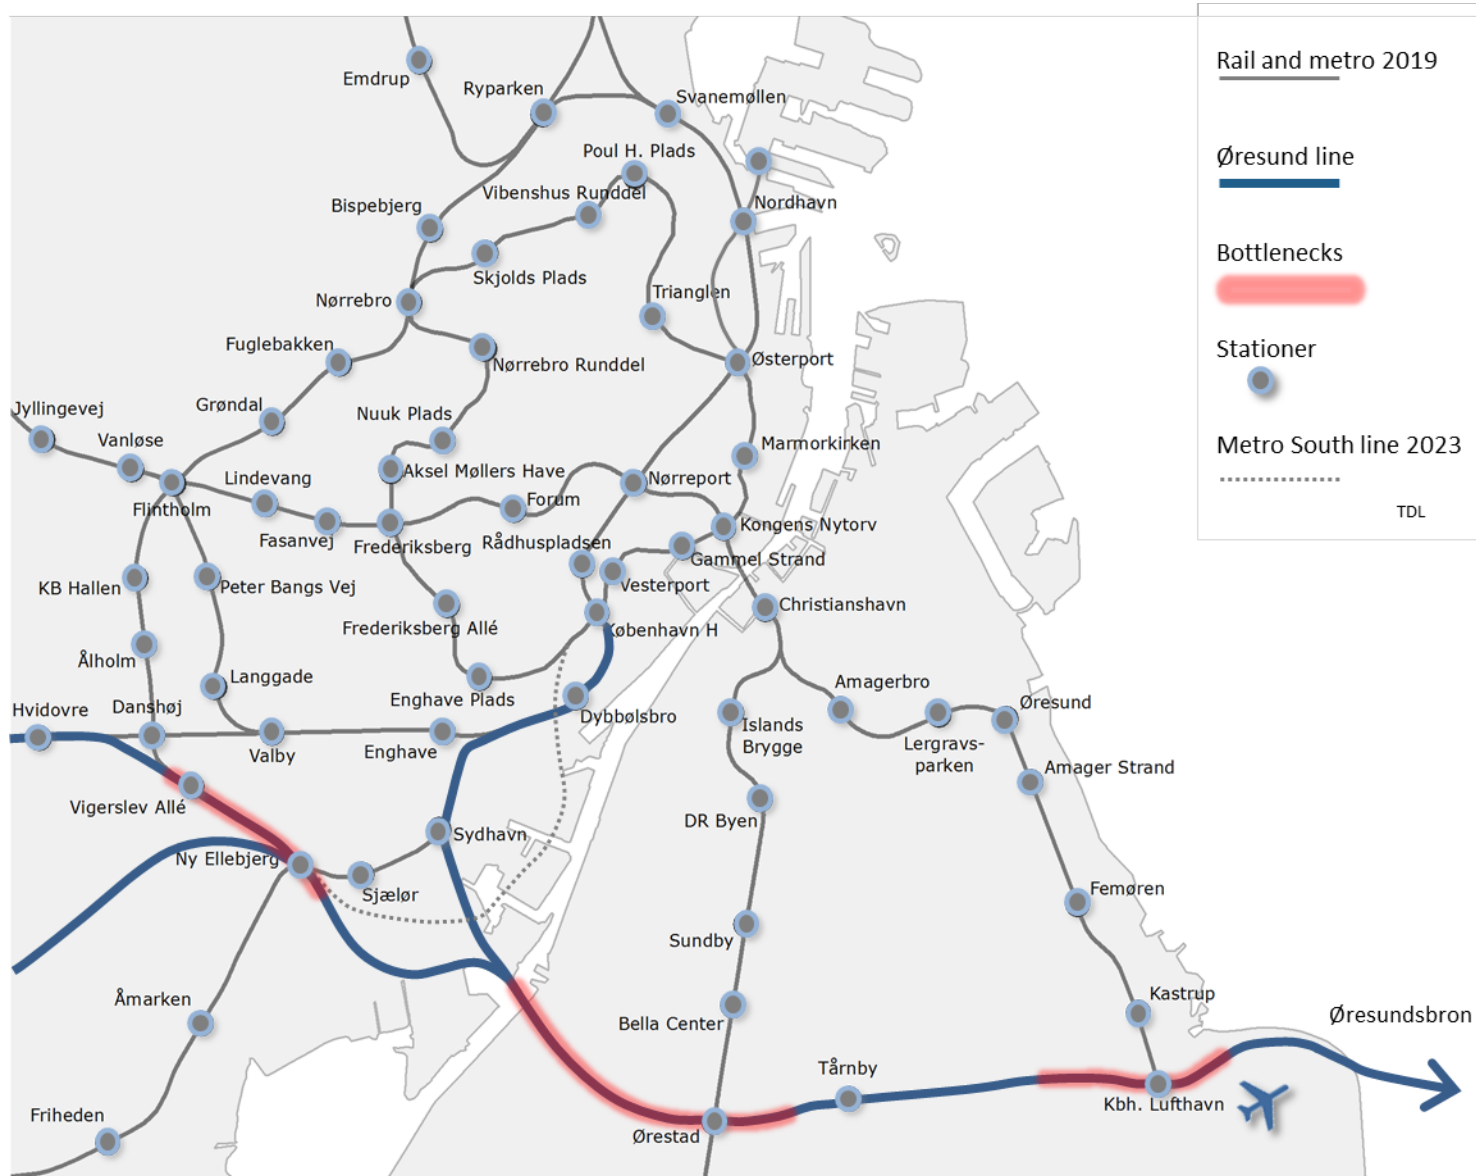 Rail and metro 2019
Øresund line
Bottlenecks
Stationer
Metro South line 2023
TDL
Emdrup
Ryparken
Svanemøllen
Poul H. Plads
Vibenshus Runddel
Bispebjerg
Nordhavn
Skjolds Plads
Nørrebro
Trianglen
Fuglebakken
Nørrebro Runddel
Østerport
Grøndal
Jyllingevej
Nuuk Plads
Vanløse
Marmorkirken
Lindevang
Aksel Møllers Have
Nørreport
Flintholm
Forum
Fasanvej
Frederiksberg
Rådhuspladsen
Kongens Nytorv
Gammel Strand
KB Hallen
Peter Bangs Vej
Vesterport
Christianshavn
Frederiksberg Allé
København H
Ålholm
Langgade
Enghave Plads
Amagerbro
Hvidovre
Danshøj
Dybbølsbro
Islands
Brygge
Øresund
Valby
Enghave
Lergravs-
parken
Amager Strand
Vigerslev Allé
DR Byen
Sydhavn
Ny Ellebjerg
Sjælør
Femøren
Sundby
Åmarken
Kastrup
Bella Center
Øresundsbron
Tårnby
Friheden
Kbh. Lufthavn
Ørestad